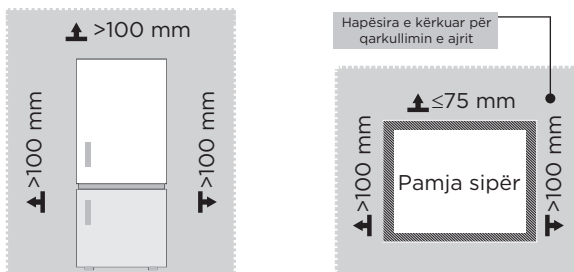 >100 mm
>100 mm
>100 mm
Hapësira e kërkuar për
qarkullimin e ajrit
≤75 mm
>100 mm
Pamja sipër
>100 mm